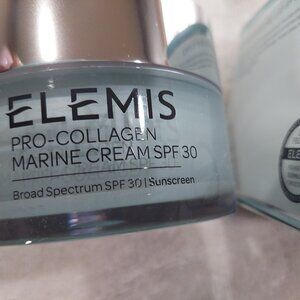 ELEMIS
PRO-COLLAGEN
MARINE CREAM SPF 30
Broad Spectrum SPF 30 | Sunscreen